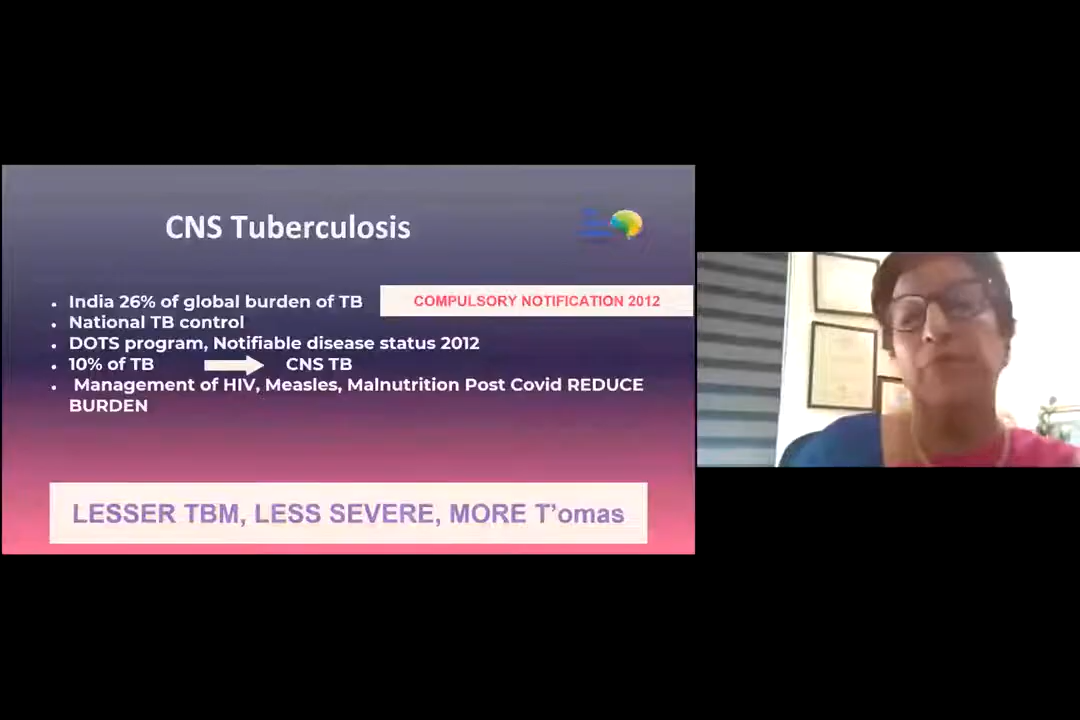 CNS Tuberculosis
• India 26% of global burden of TB
COMPULSORY NOTIFICATION 2012
• National TB control
• DOTS program, Notifiable disease status 2012
• 10% of TB CNS TB
• Management of HIV, Measles, Malnutrition Post Covid REDUCE
BURDEN
LESSER TBM, LESS SEVERE, MORE T'omas